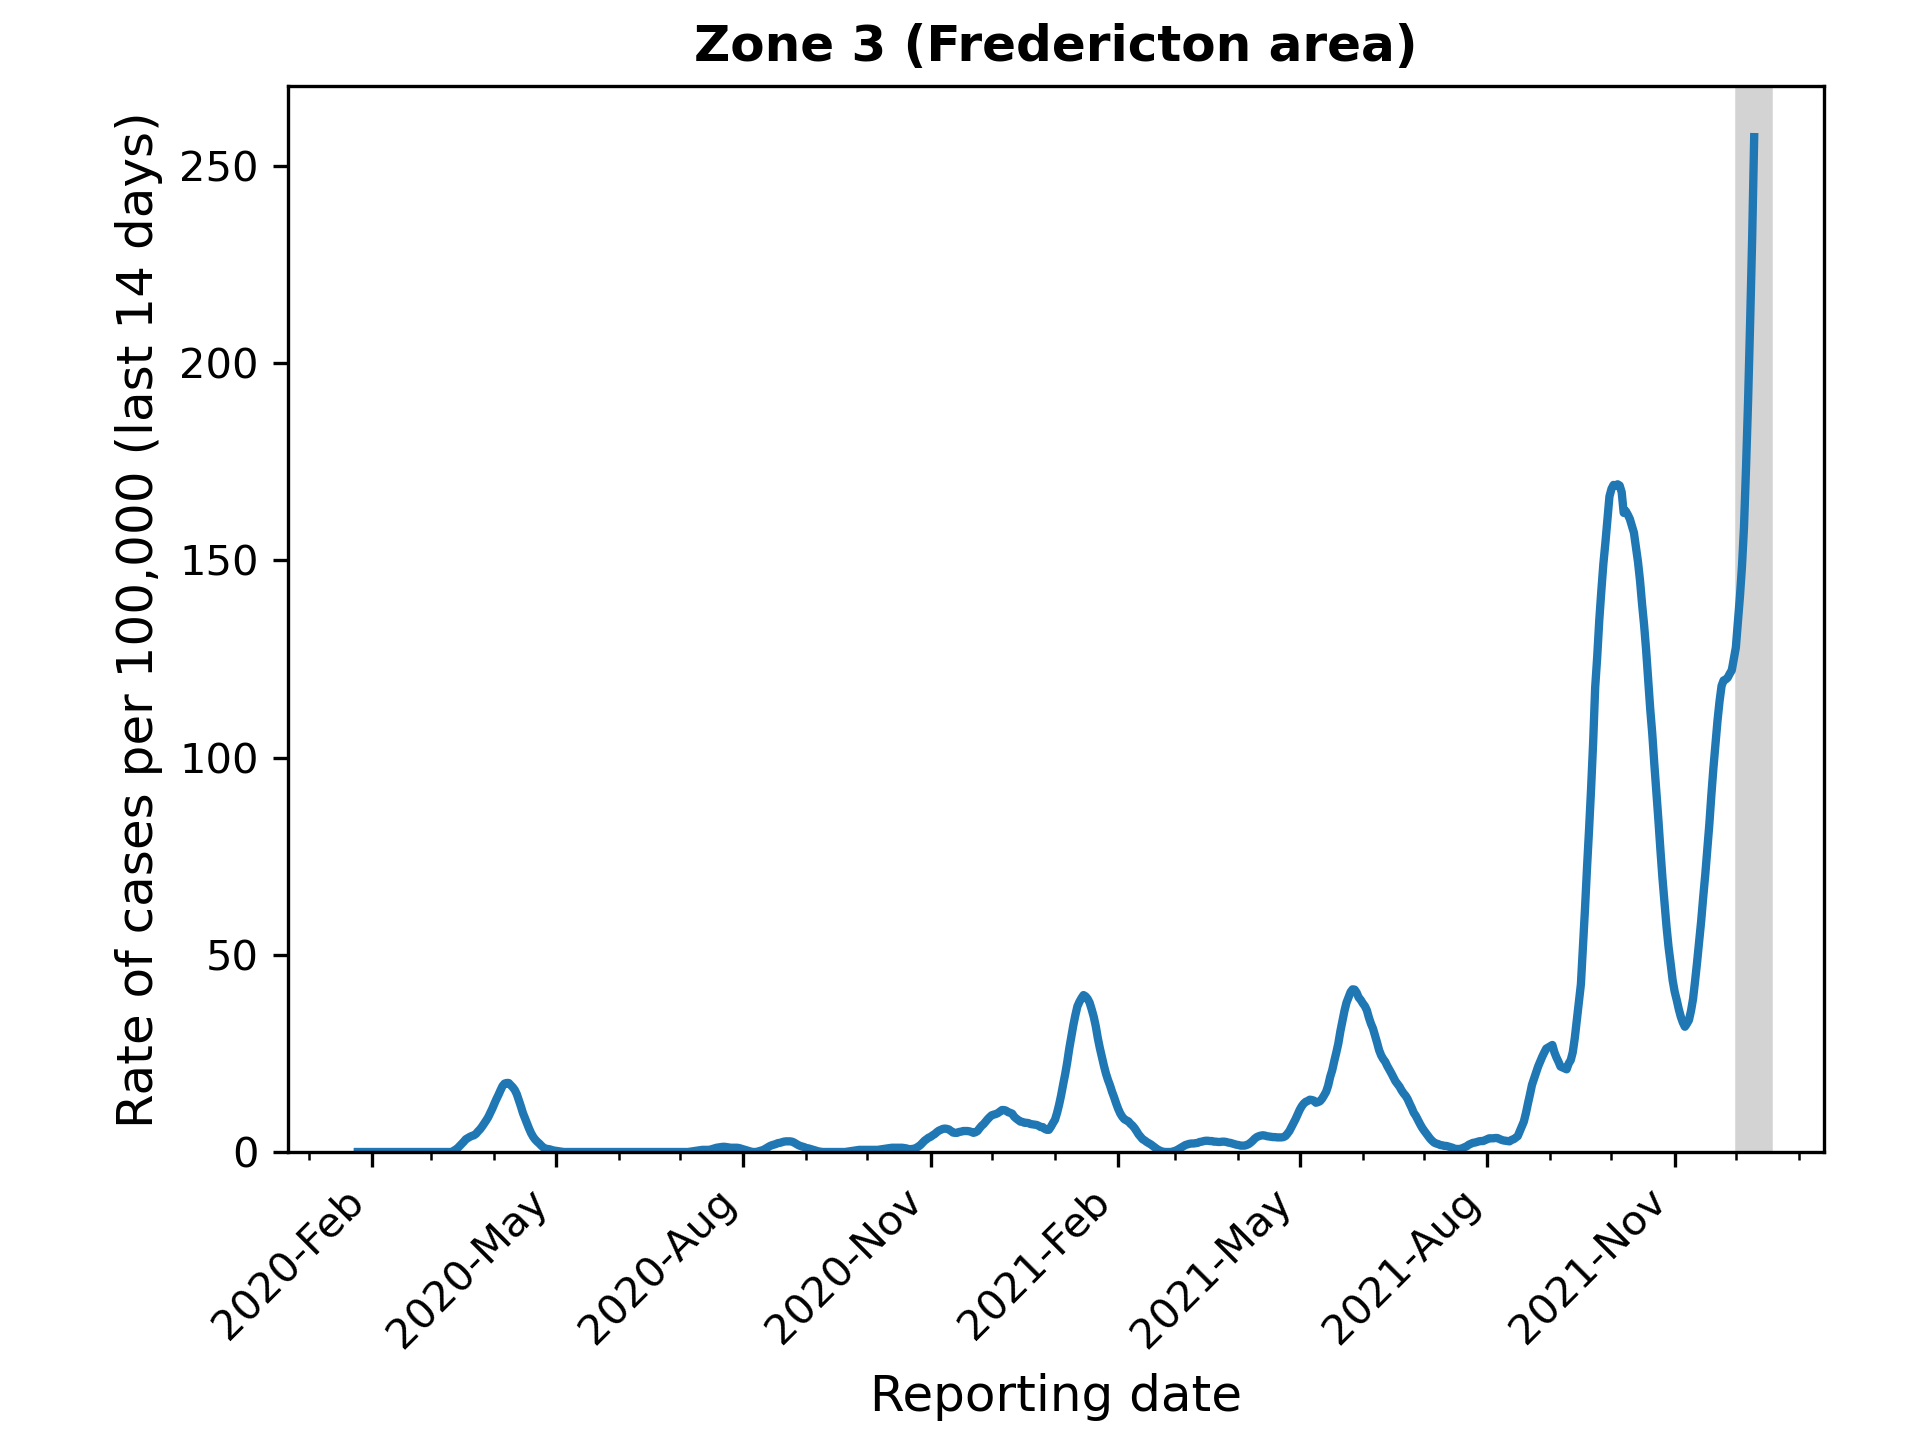 Zone 3 (Fredericton area)
Rate of cases per 100,000 (last 14 days)
250
200
150
100
50
0
2020-Feb
2020-May
2020-Aug
2020-Nov
2021-Feb
2021-May
2021-Aug
2021-Nov
Reporting date